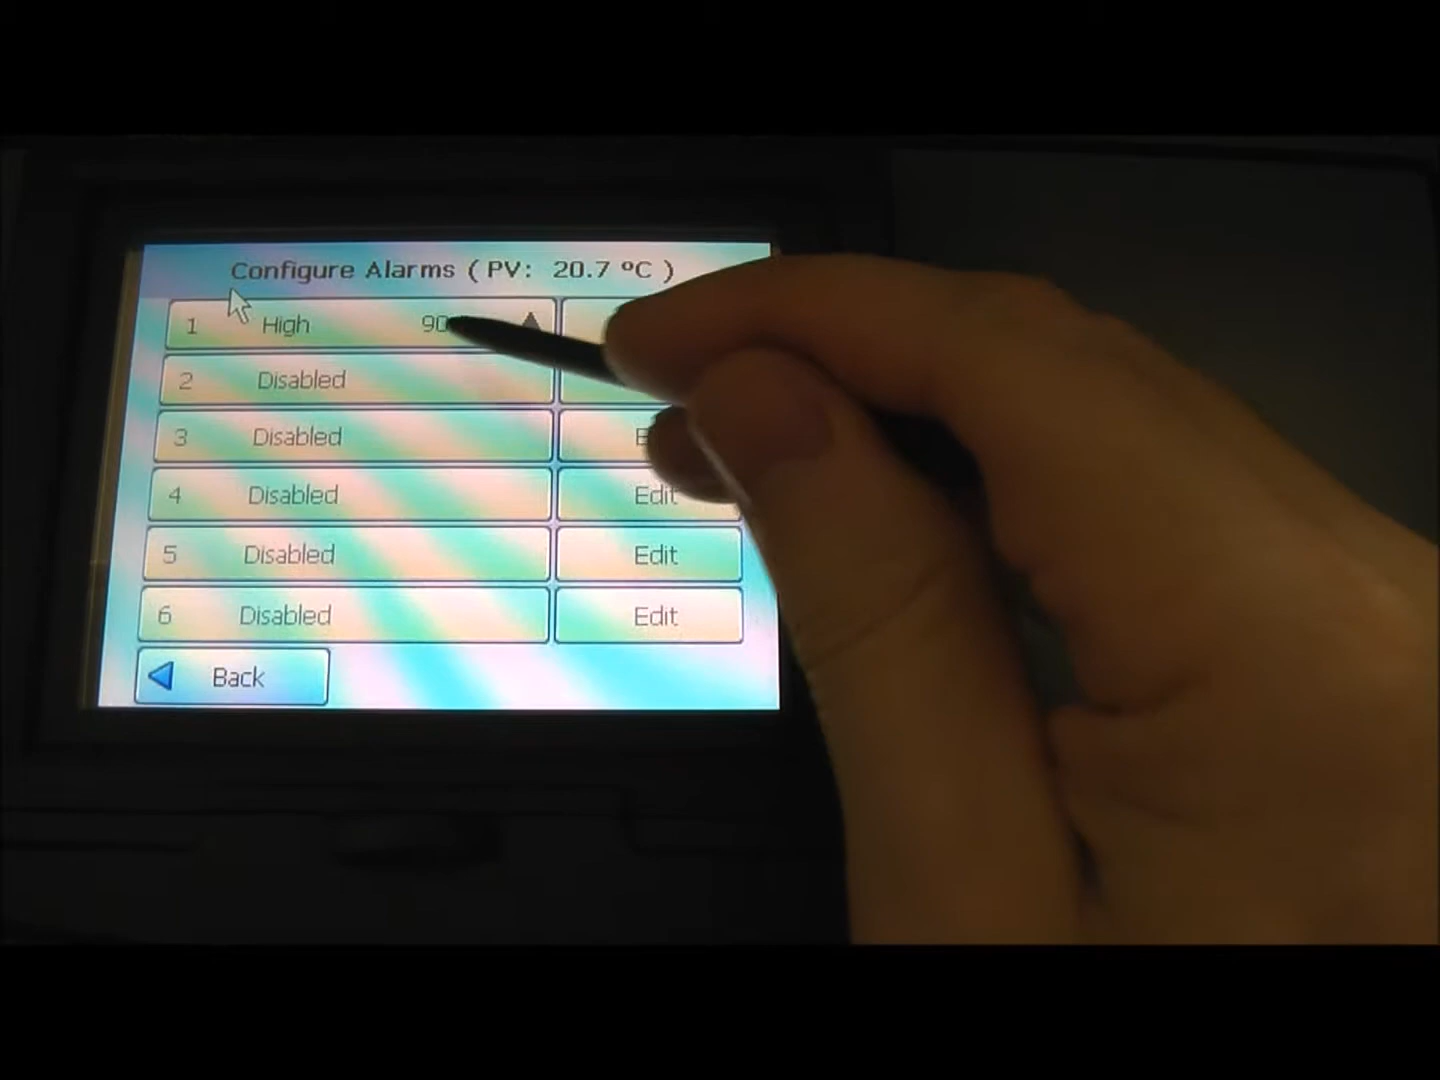 Configure Alarms ( PV: 20.7 ºC )
1 High 90
2 Disabled
3 Disabled
4 Disabled Edit
5 Disabled Edit
6 Disabled Edit
Back